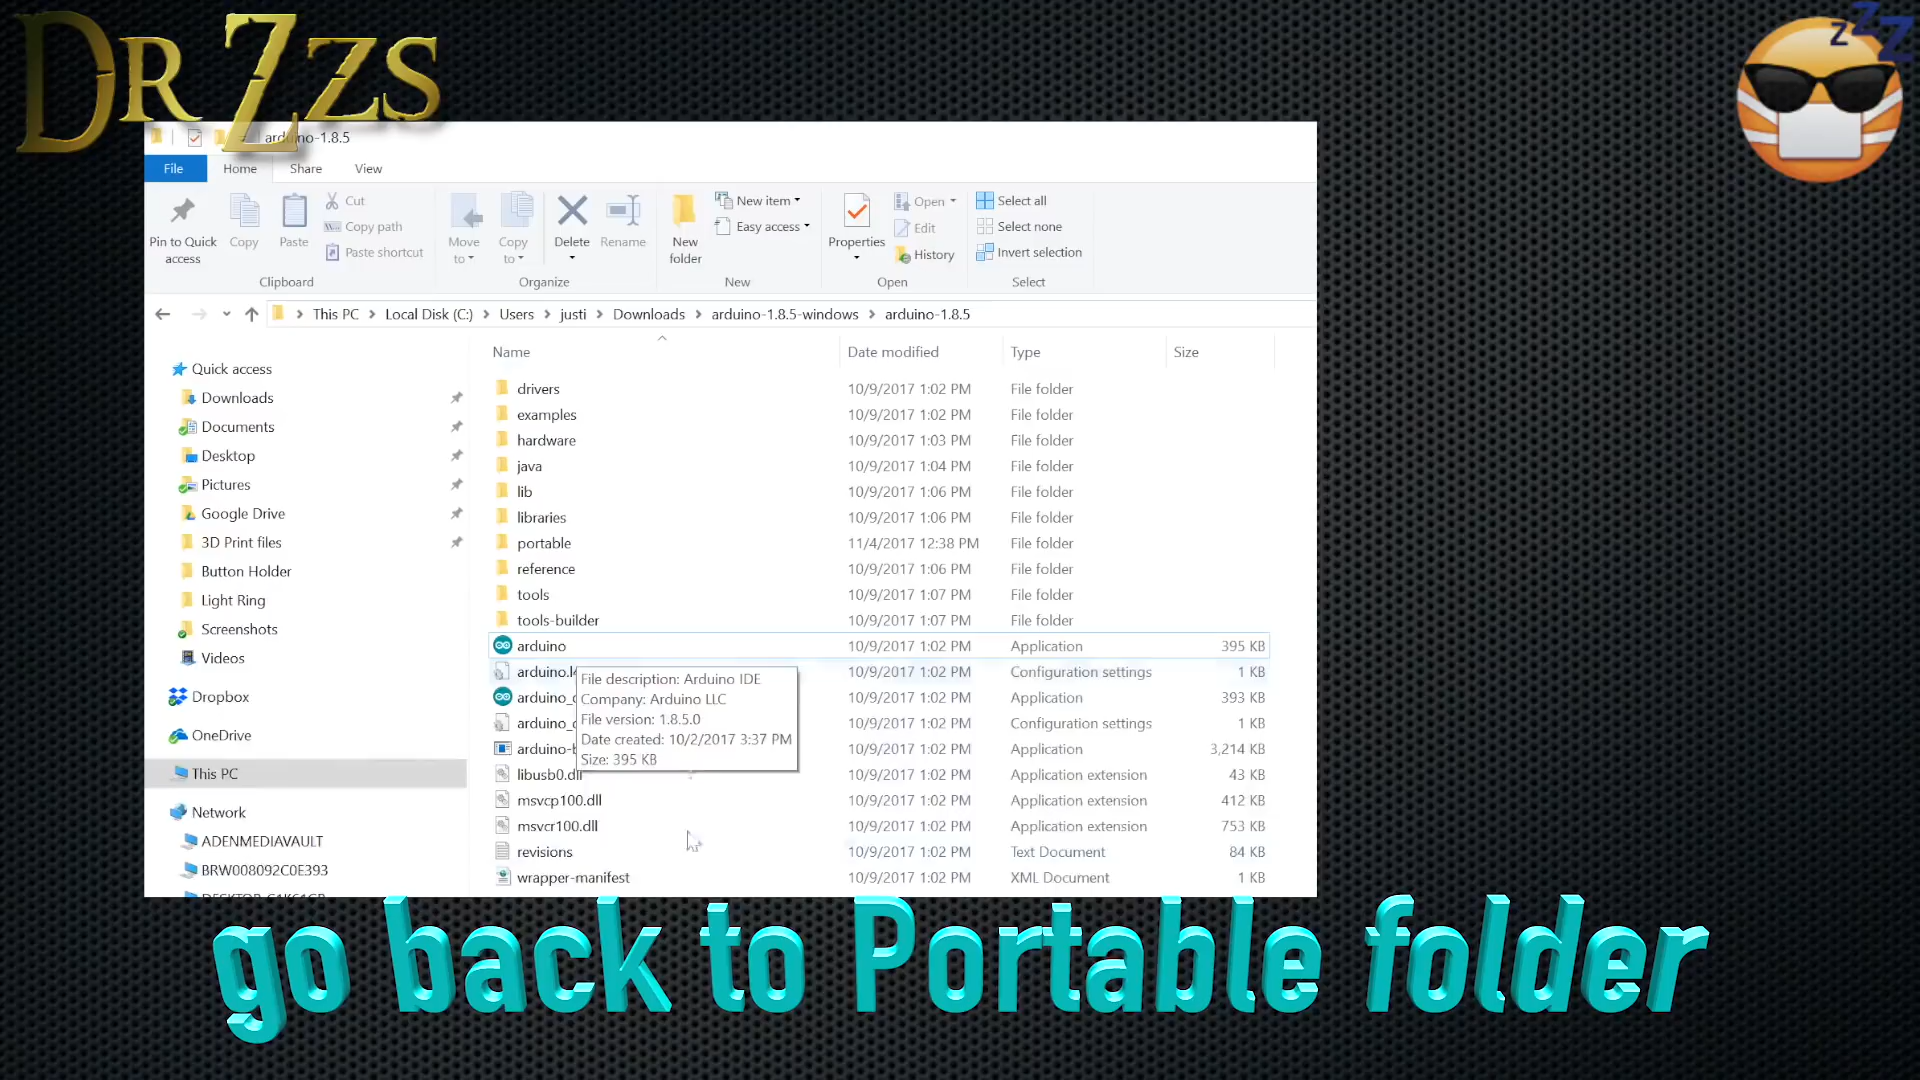 DR ZZS
zzz
arduino-1.8.5
File Home Share View
Pin to Quick access
Copy
Paste
Cut
Copy path
Paste shortcut
Clipboard
Move to
Copy to
Delete
Rename
Organize
New folder
New item
Easy access
New
Properties
Open
Edit
History
Open
Select all
Select none
Invert selection
Select
This PC > Local Disk (C:) > Users > justi > Downloads > arduino-1.8.5-windows > arduino-1.8.5
Quick access
Downloads
Documents
Desktop
Pictures
Google Drive
3D Print files
Button Holder
Light Ring
Screenshots
Videos
Dropbox
OneDrive
This PC
Network
ADENMEDIAVAULT
BRW008092C0E393
Name Date modified Type Size
drivers 10/9/2017 1:02 PM File folder
examples 10/9/2017 1:02 PM File folder
hardware 10/9/2017 1:03 PM File folder
java 10/9/2017 1:04 PM File folder
lib 10/9/2017 1:06 PM File folder
libraries 10/9/2017 1:06 PM File folder
portable 11/4/2017 12:38 PM File folder
reference 10/9/2017 1:06 PM File folder
tools 10/9/2017 1:07 PM File folder
tools-builder 10/9/2017 1:07 PM File folder
arduino 10/9/2017 1:02 PM Application 395 KB
arduino.l 10/9/2017 1:02 PM Configuration settings 1 KB
arduino_ 10/9/2017 1:02 PM Application 393 KB
arduino_ 10/9/2017 1:02 PM Configuration settings 1 KB
arduino- 10/9/2017 1:02 PM Application 3,214 KB
libusb0.dll 10/9/2017 1:02 PM Application extension 43 KB
msvcp100.dll 10/9/2017 1:02 PM Application extension 412 KB
msvcr100.dll 10/9/2017 1:02 PM Application extension 753 KB
revisions 10/9/2017 1:02 PM Text Document 84 KB
wrapper-manifest 10/9/2017 1:02 PM XML Document 1 KB
File description: Arduino IDE
Company: Arduino LLC
File version: 1.8.5.0
Date created: 10/2/2017 3:37 PM
Size: 395 KB
go back to Portable folder